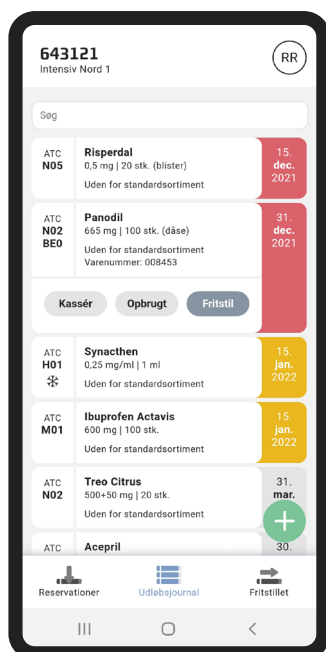 643121
Intensiv Nord 1
RR
Søg
ATC
N05
Risperdal
0,5 mg | 20 stk. (blister)
Uden for standardsortiment
15.
dec.
2021
ATC
N02
BE0
Panodil
665 mg | 100 stk. (dåse)
Uden for standardsortiment
Varenummer: 008453
31.
dec.
2021
Kassér
Opbrugt
Fritstil
ATC
H01
Synacthen
0,25 mg/ml | 1 ml
Uden for standardsortiment
15.
jan.
2022
ATC
M01
Ibuprofen Actavis
600 mg | 100 stk.
Uden for standardsortiment
15.
jan.
2022
ATC
N02
Treo Citrus
500+50 mg | 20 stk.
Uden for standardsortiment
31.
mar.
ATC
Acepril
30.
Reservationer
Udløbsjournal
Fritstillet